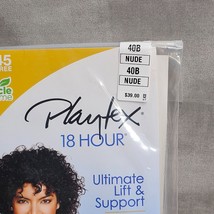 40B
NUDE
40B
NUDE
$39.00
Playtex
18 HOUR
Ultimate
Lift &
Support